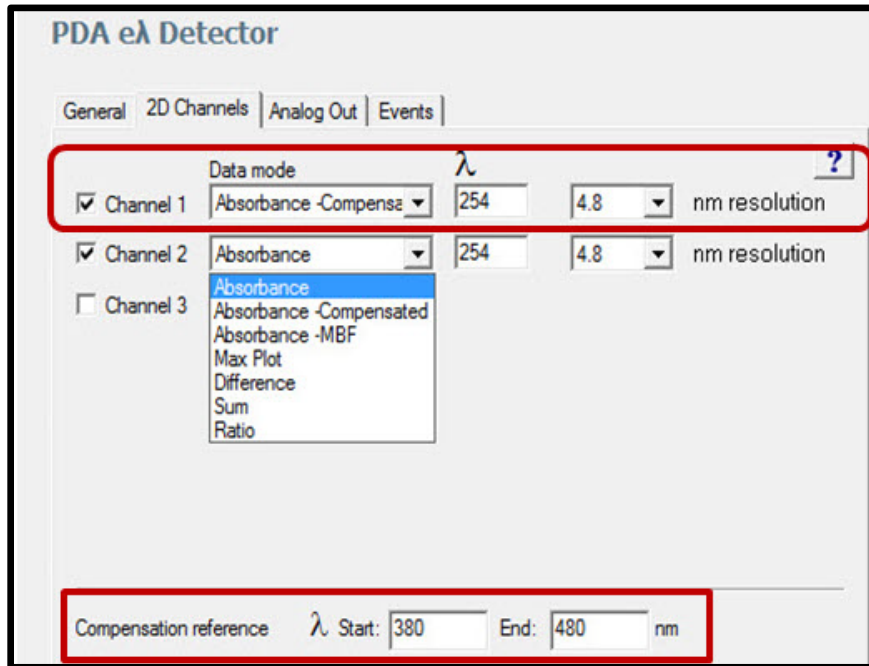 PDA eλ Detector
General 2D Channels Analog Out Events
Data mode λ ?
Channel 1 Absorbance -Compensa 254 4.8 nm resolution
Channel 2 Absorbance 254 4.8 nm resolution
Channel 3
Absorbance
Absorbance -Compensated
Absorbance -MBF
Max Plot
Difference
Sum
Ratio
Compensation reference λ Start: 380 End: 480 nm